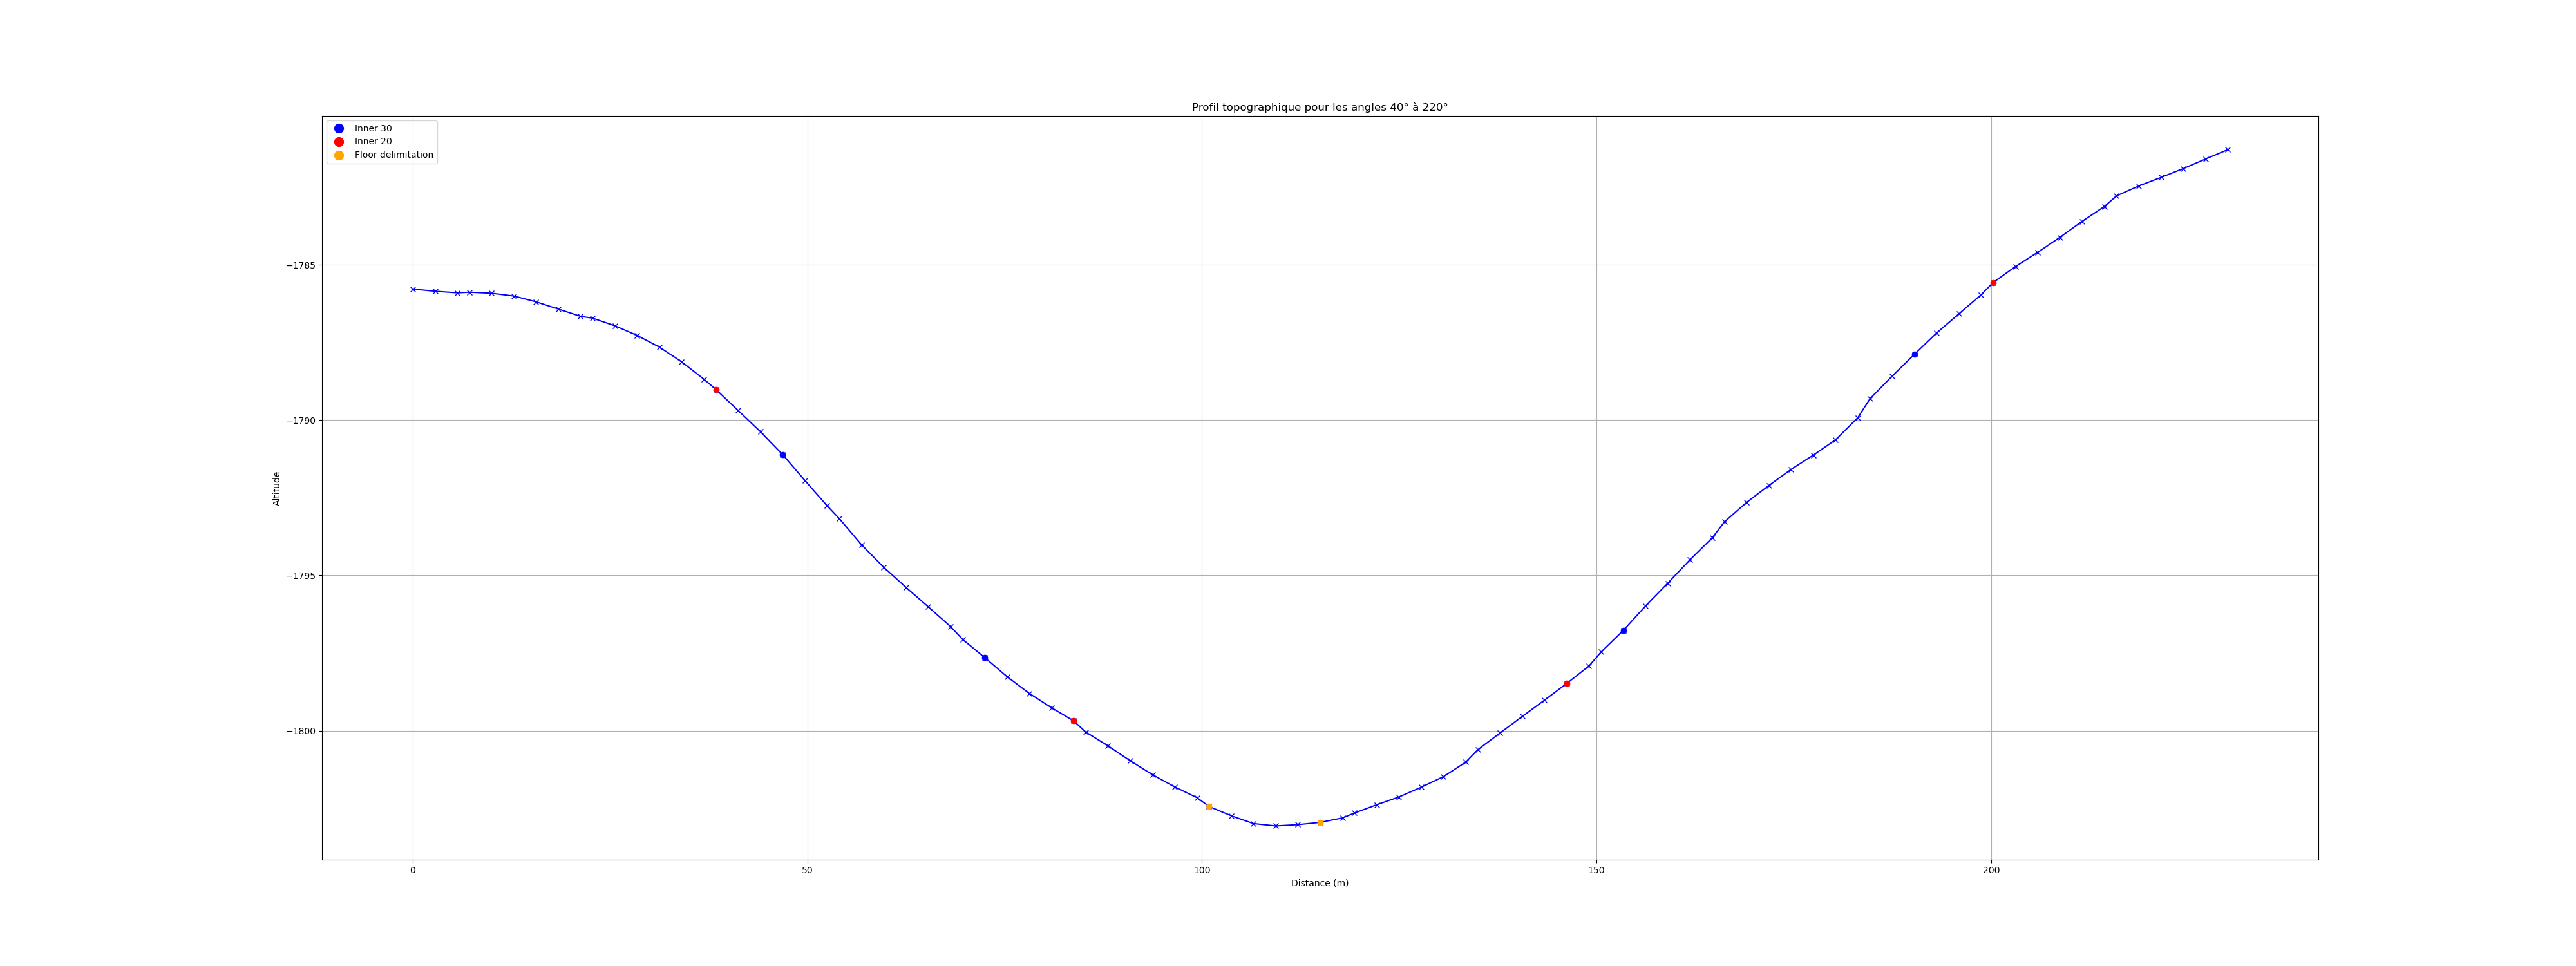 Profil topographique pour les angles 40° à 220°
Inner 30
Inner 20
Floor delimitation
Altitude
−1785
−1790
−1795
−1800
0
50
100
150
200
Distance (m)